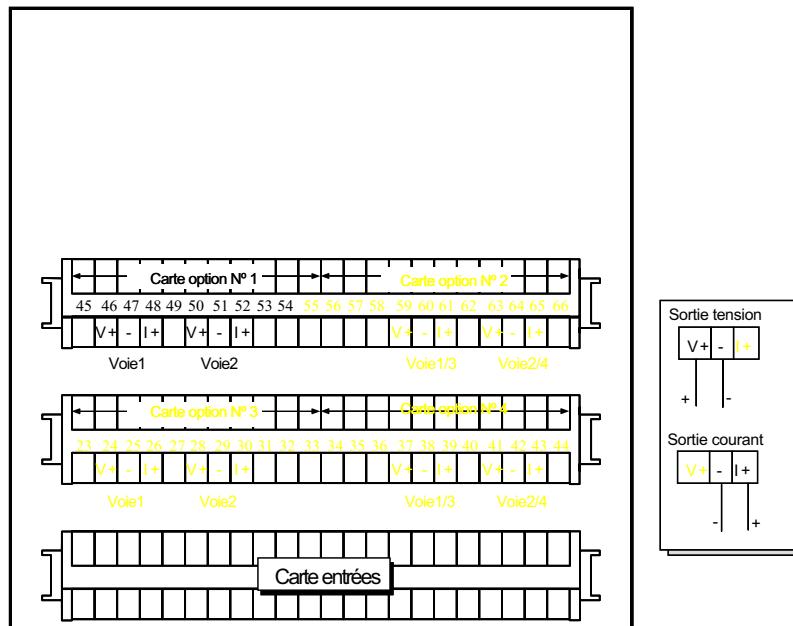 Carte option Nº 1 Carte option Nº 2
45 46 47 48 49 50 51 52 53 54 55 56 57 58 59 60 61 62 63 64 65 66
V+ - I+ V+ - I+ V+ - I+ V+ - I+
Voie1 Voie2 Voie1/3 Voie2/4
Carte option Nº 3 Carte option Nº 4
23 24 25 26 27 28 29 30 31 32 33 34 35 36 37 38 39 40 41 42 43 44
V+ - I+ V+ - I+ V+ - I+ V+ - I+
Voie1 Voie2 Voie1/3 Voie2/4
Carte entrées
Sortie tension
V+ - I+
+ -
Sortie courant
V+ - I+
- +